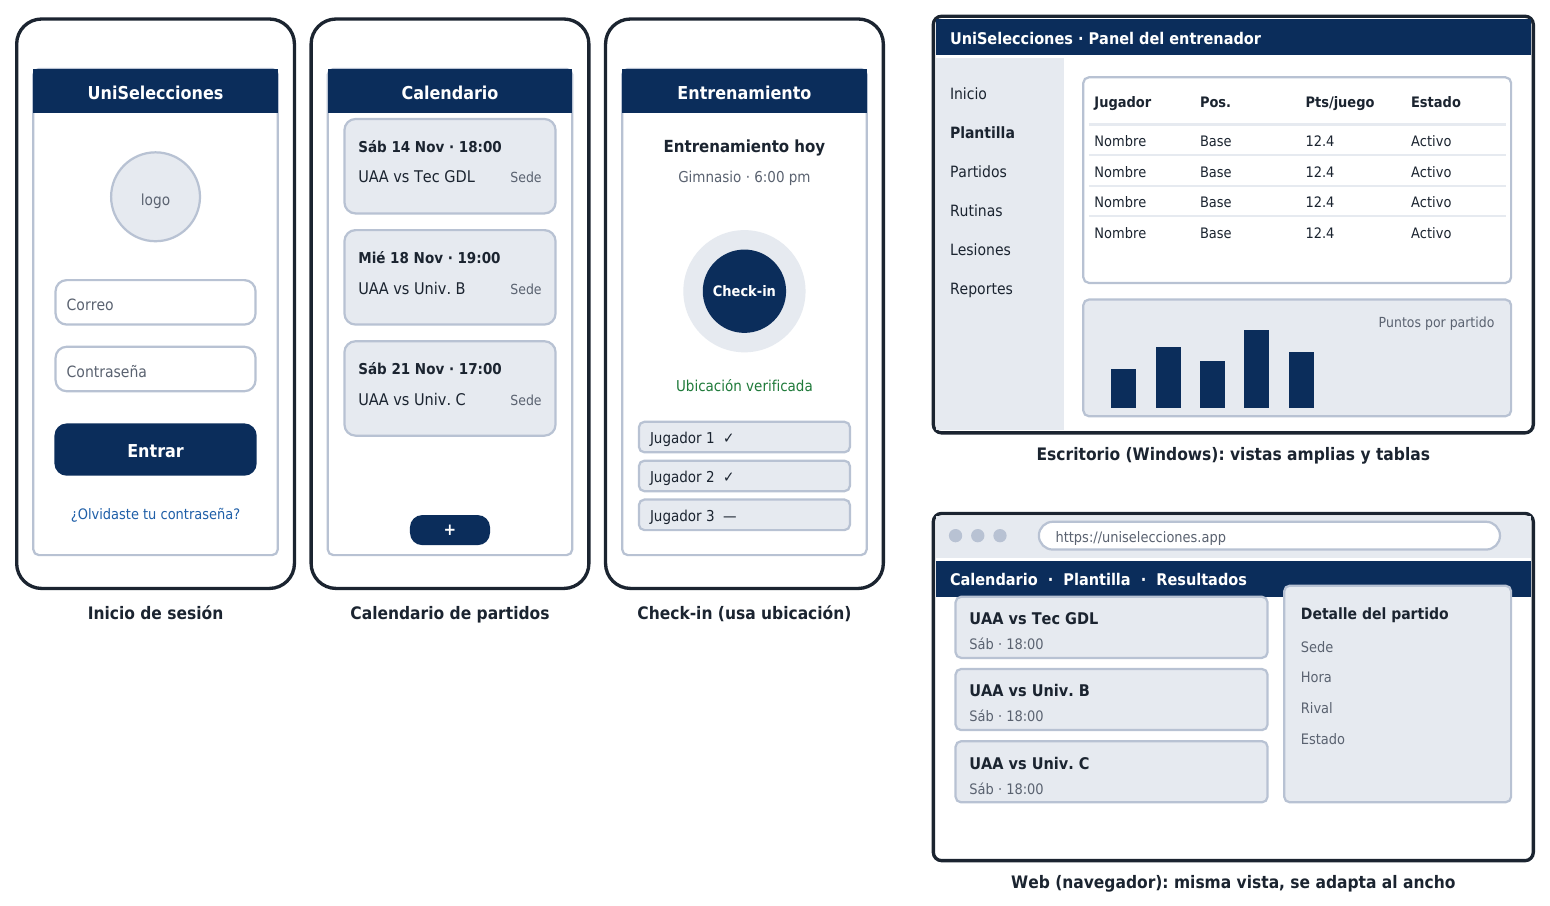 UniSelecciones
logo
Correo
Contraseña
Entrar
¿Olvidaste tu contraseña?
Inicio de sesión
Calendario
Sáb 14 Nov · 18:00
UAA vs Tec GDL Sede
Mié 18 Nov · 19:00
UAA vs Univ. B Sede
Sáb 21 Nov · 17:00
UAA vs Univ. C Sede
+
Calendario de partidos
Entrenamiento
Entrenamiento hoy
Gimnasio · 6:00 pm
Check-in
Ubicación verificada
Jugador 1 ✓
Jugador 2 ✓
Jugador 3 —
Check-in (usa ubicación)
UniSelecciones · Panel del entrenador
Inicio
Plantilla
Partidos
Rutinas
Lesiones
Reportes
Jugador Pos. Pts/juego Estado
Nombre Base 12.4 Activo
Nombre Base 12.4 Activo
Nombre Base 12.4 Activo
Nombre Base 12.4 Activo
Puntos por partido
Escritorio (Windows): vistas amplias y tablas
https://uniselecciones.app
Calendario · Plantilla · Resultados
UAA vs Tec GDL
Sáb · 18:00
UAA vs Univ. B
Sáb · 18:00
UAA vs Univ. C
Sáb · 18:00
Detalle del partido
Sede
Hora
Rival
Estado
Web (navegador): misma vista, se adapta al ancho